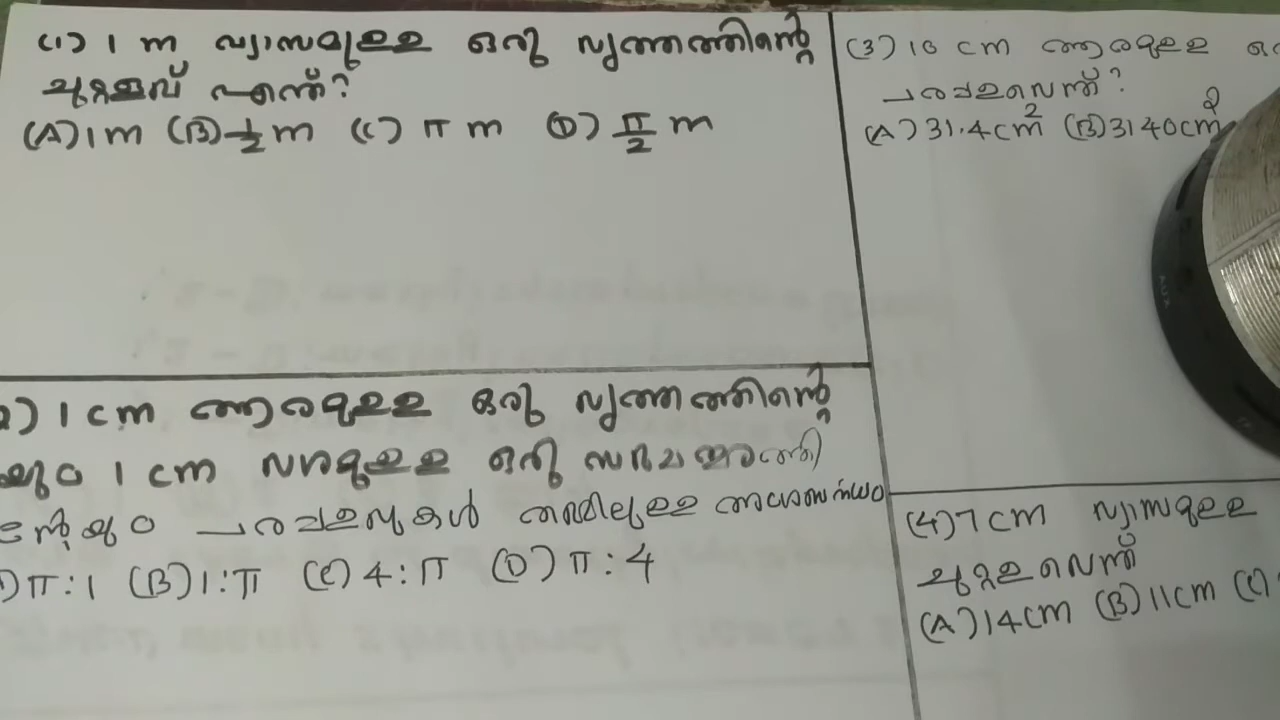 (1) 1 m വ്യാസമുള്ള ഒരു വൃത്തത്തിന്റെ
ചുറ്റളവ് എന്ത്?
(A) 1 m (B) 1/2 m (C) π m (D) π/2 m
2) 1 cm ആരമുള്ള ഒരു വൃത്തത്തിന്റെ
യും 1 cm വശമുള്ള ഒരു സമചതുരത്തി
ന്റേയും പരപ്പളവുകൾ തമ്മിലുള്ള അംശബന്ധം
) π : 1 (B) 1 : π (C) 4 : π (D) π : 4
(3) 10 cm ആരമുള്ള ഒ
പരപ്പളവെന്ത്?
(A) 31.4 cm² (B) 3140 cm²
(4) 7 cm വ്യാസമുള്ള
ചുറ്റളവെന്ത്
(A) 14 cm (B) 11 cm (C)
AUX